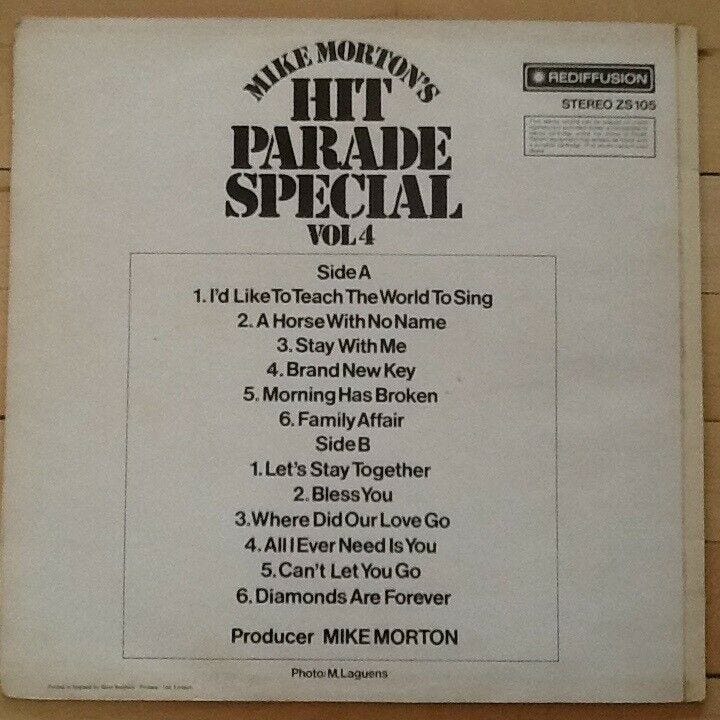 MIKE MORTON'S
HIT
PARADE
SPECIAL
VOL 4
REDIFFUSION
STEREO ZS 105
Side A
1. I'd Like To Teach The World To Sing
2. A Horse With No Name
3. Stay With Me
4. Brand New Key
5. Morning Has Broken
6. Family Affair
Side B
1. Let's Stay Together
2. Bless You
3. Where Did Our Love Go
4. All I Ever Need Is You
5. Can't Let You Go
6. Diamonds Are Forever
Producer MIKE MORTON
Photo: M. Laguens